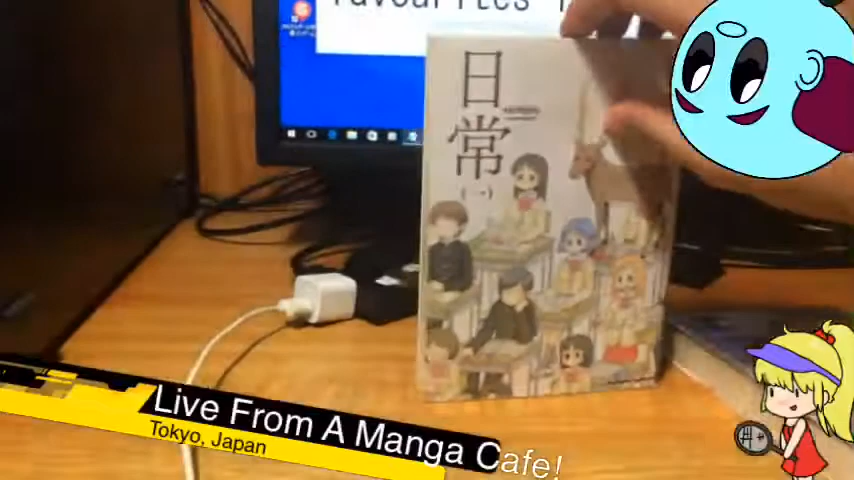 日常
(一)
Live From A Manga Cafe!
Tokyo, Japan